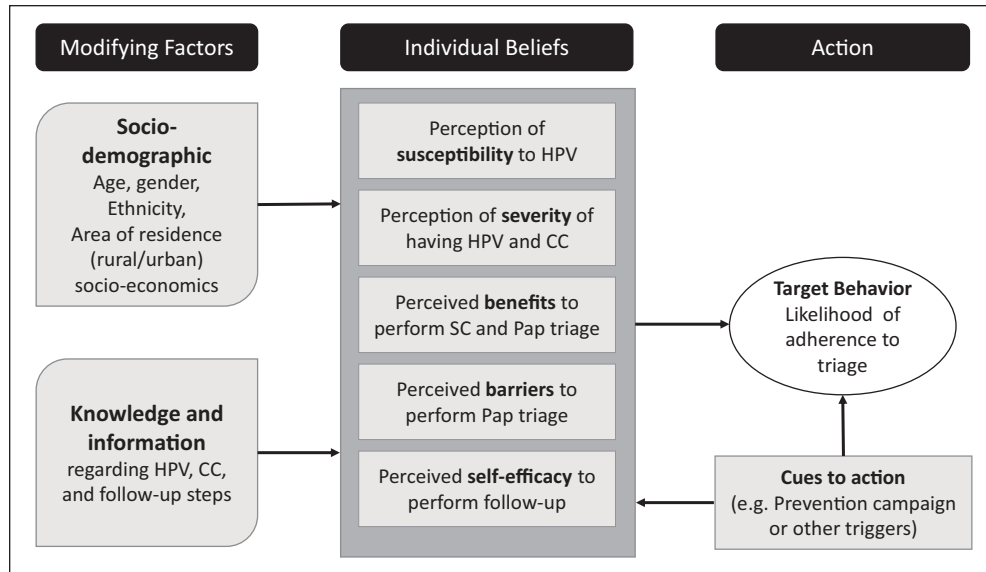 Modifying Factors
Individual Beliefs
Action
Socio-
demographic
Age, gender,
Ethnicity,
Area of residence
(rural/urban)
socio-economics
Knowledge and
information
regarding HPV, CC,
and follow-up steps
Perception of
susceptibility to HPV
Perception of severity of
having HPV and CC
Perceived benefits to
perform SC and Pap triage
Perceived barriers to
perform Pap triage
Perceived self-efficacy to
perform follow-up
Target Behavior
Likelihood of
adherence to
triage
Cues to action
(e.g. Prevention campaign
or other triggers)